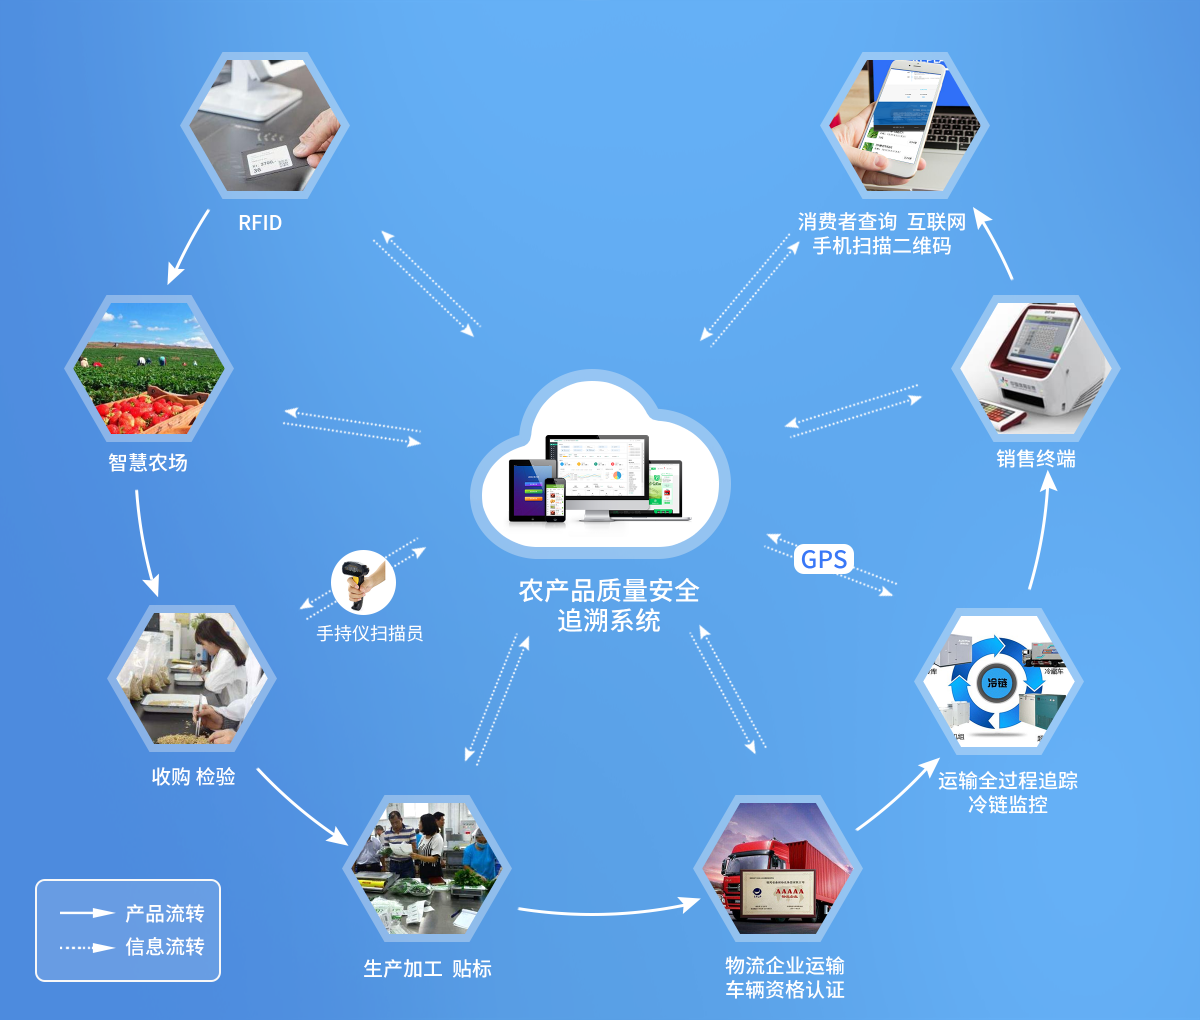 RFID
消费者查询 互联网
手机扫描二维码
智慧农场
销售终端
GPS
农产品质量安全
追溯系统
手持仪扫描员
冷链
收购 检验
运输全过程追踪
冷链监控
AAAAA
生产加工 贴标
物流企业运输
车辆资格认证
产品流转
信息流转